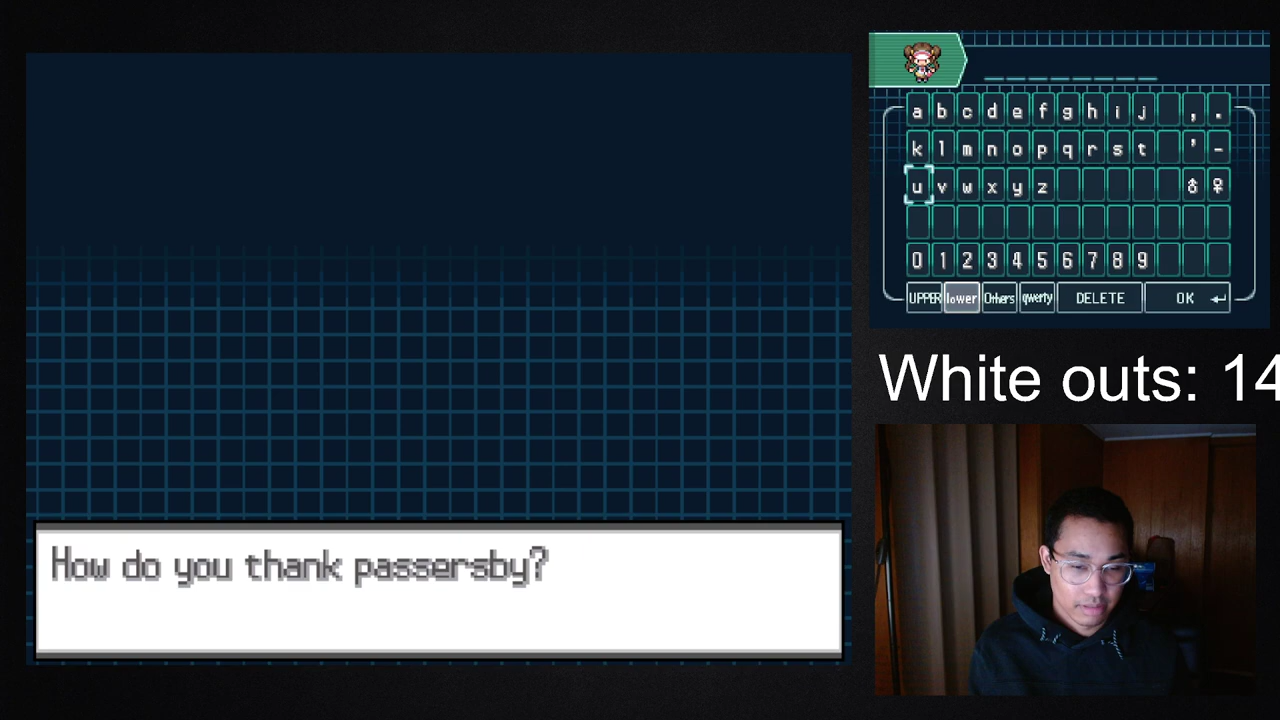 a b c d e f g h i j , .
k l m n o p q r s t ' -
u v w x y z ♂ ♀
0 1 2 3 4 5 6 7 8 9
UPPER lower Others qwerty DELETE OK
White outs: 14
How do you thank passersby?